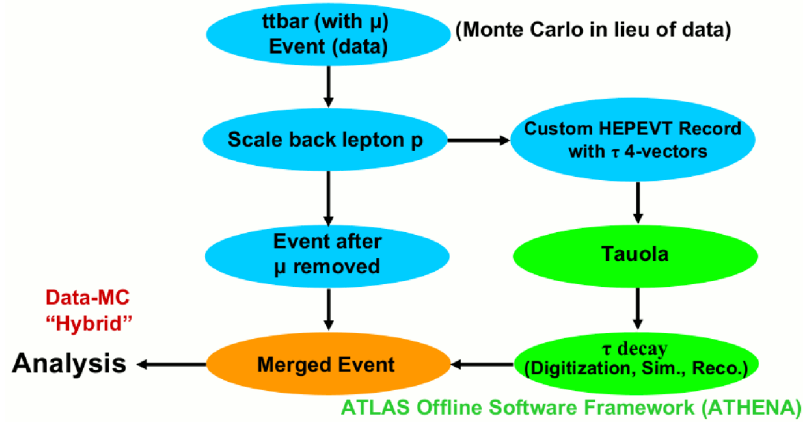 ttbar (with μ)
Event (data)
(Monte Carlo in lieu of data)
Scale back lepton p
Custom HEPEVT Record
with τ 4-vectors
Event after
μ removed
Tauola
Data-MC
“Hybrid”
Analysis
Merged Event
τ decay
(Digitization, Sim., Reco.)
ATLAS Offline Software Framework (ATHENA)